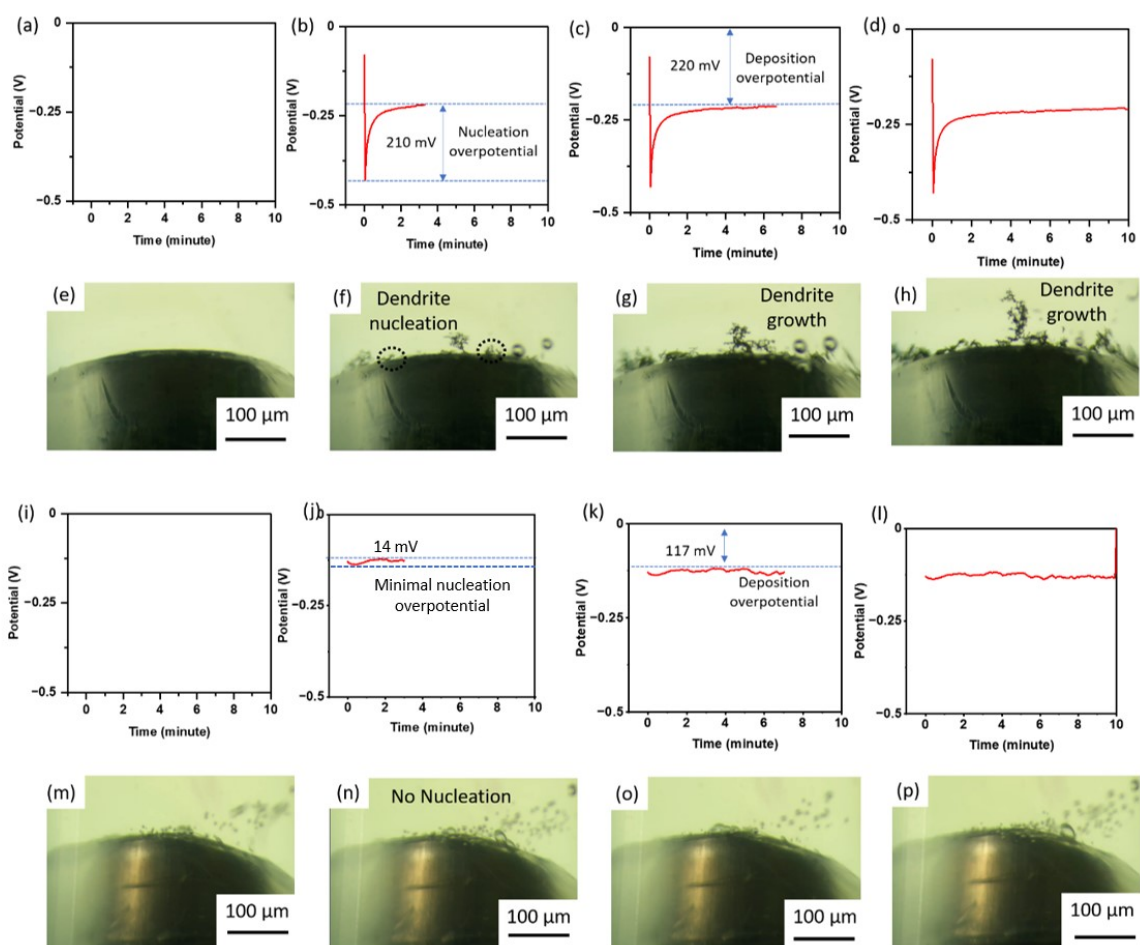 (a)
0
−0.25
−0.5
Potential (V)
0 2 4 6 8 10
Time (minute)
(b)
0
−0.25
−0.5
Potential (V)
210 mV
Nucleation
overpotential
0 2 4 6 8 10
Time (minute)
(c)
0
−0.25
−0.5
Potential (V)
220 mV
Deposition
overpotential
0 2 4 6 8 10
Time (minute)
(d)
0
−0.25
−0.5
Potential (V)
0 2 4 6 8 10
Time (minute)
(e)
100 µm
(f)
Dendrite
nucleation
100 µm
(g)
Dendrite
growth
100 µm
(h)
Dendrite
growth
100 µm
(i)
0
−0.25
−0.5
Potential (V)
0 2 4 6 8 10
Time (minute)
(j)
0
−0.25
−0.5
Potential (V)
14 mV
Minimal nucleation
overpotential
0 2 4 6 8 10
Time (minute)
(k)
0
−0.25
−0.5
Potential (V)
117 mV
Deposition
overpotential
0 2 4 6 8 10
Time (minute)
(l)
0
−0.25
−0.5
Potential (V)
0 2 4 6 8 10
Time (minute)
(m)
100 µm
(n)
No Nucleation
100 µm
(o)
100 µm
(p)
100 µm